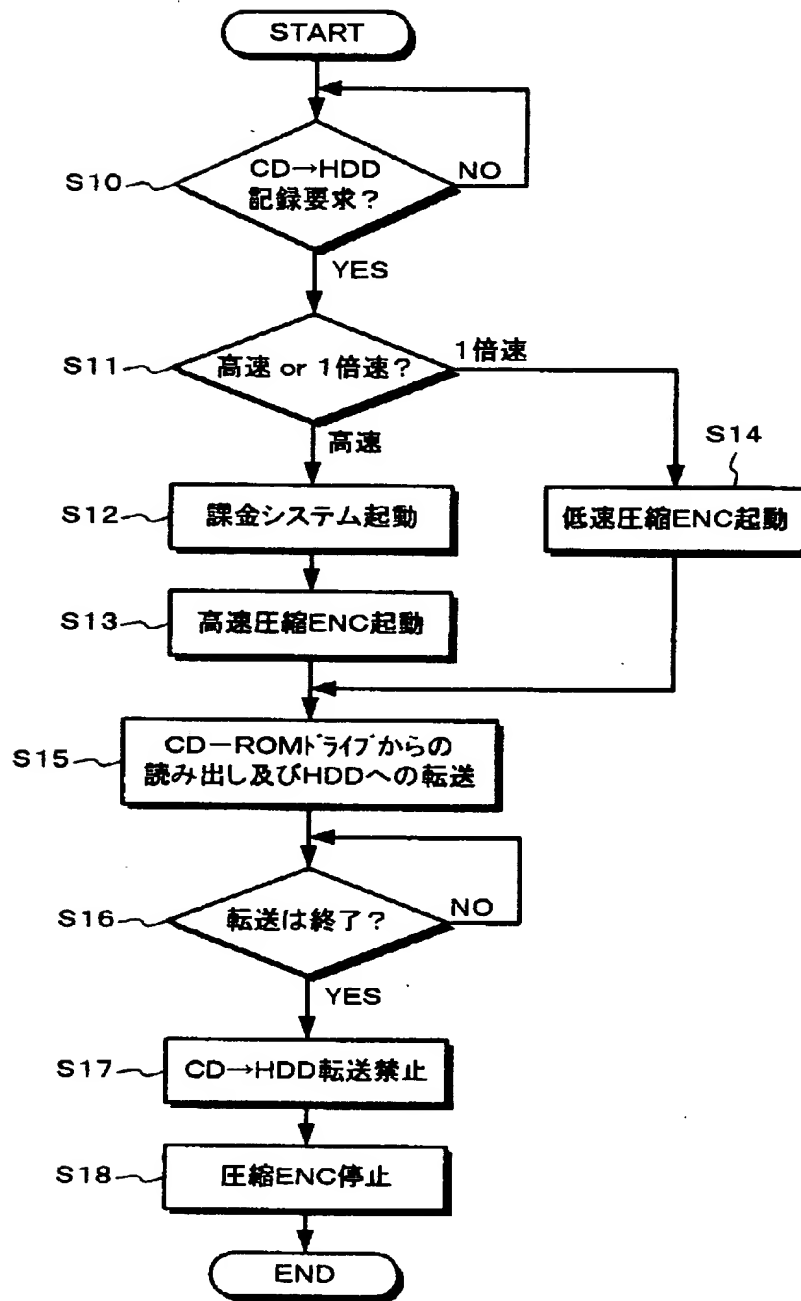 START
S10
CD→HDD
記録要求?
NO
YES
S11
高速 or 1倍速?
1倍速
高速
S14
S12
課金システム起動
低速圧縮ENC起動
S13
高速圧縮ENC起動
S15
CD-ROMドライブからの
読み出し及びHDDへの転送
S16
転送は終了?
NO
YES
S17
CD→HDD転送禁止
S18
圧縮ENC停止
END